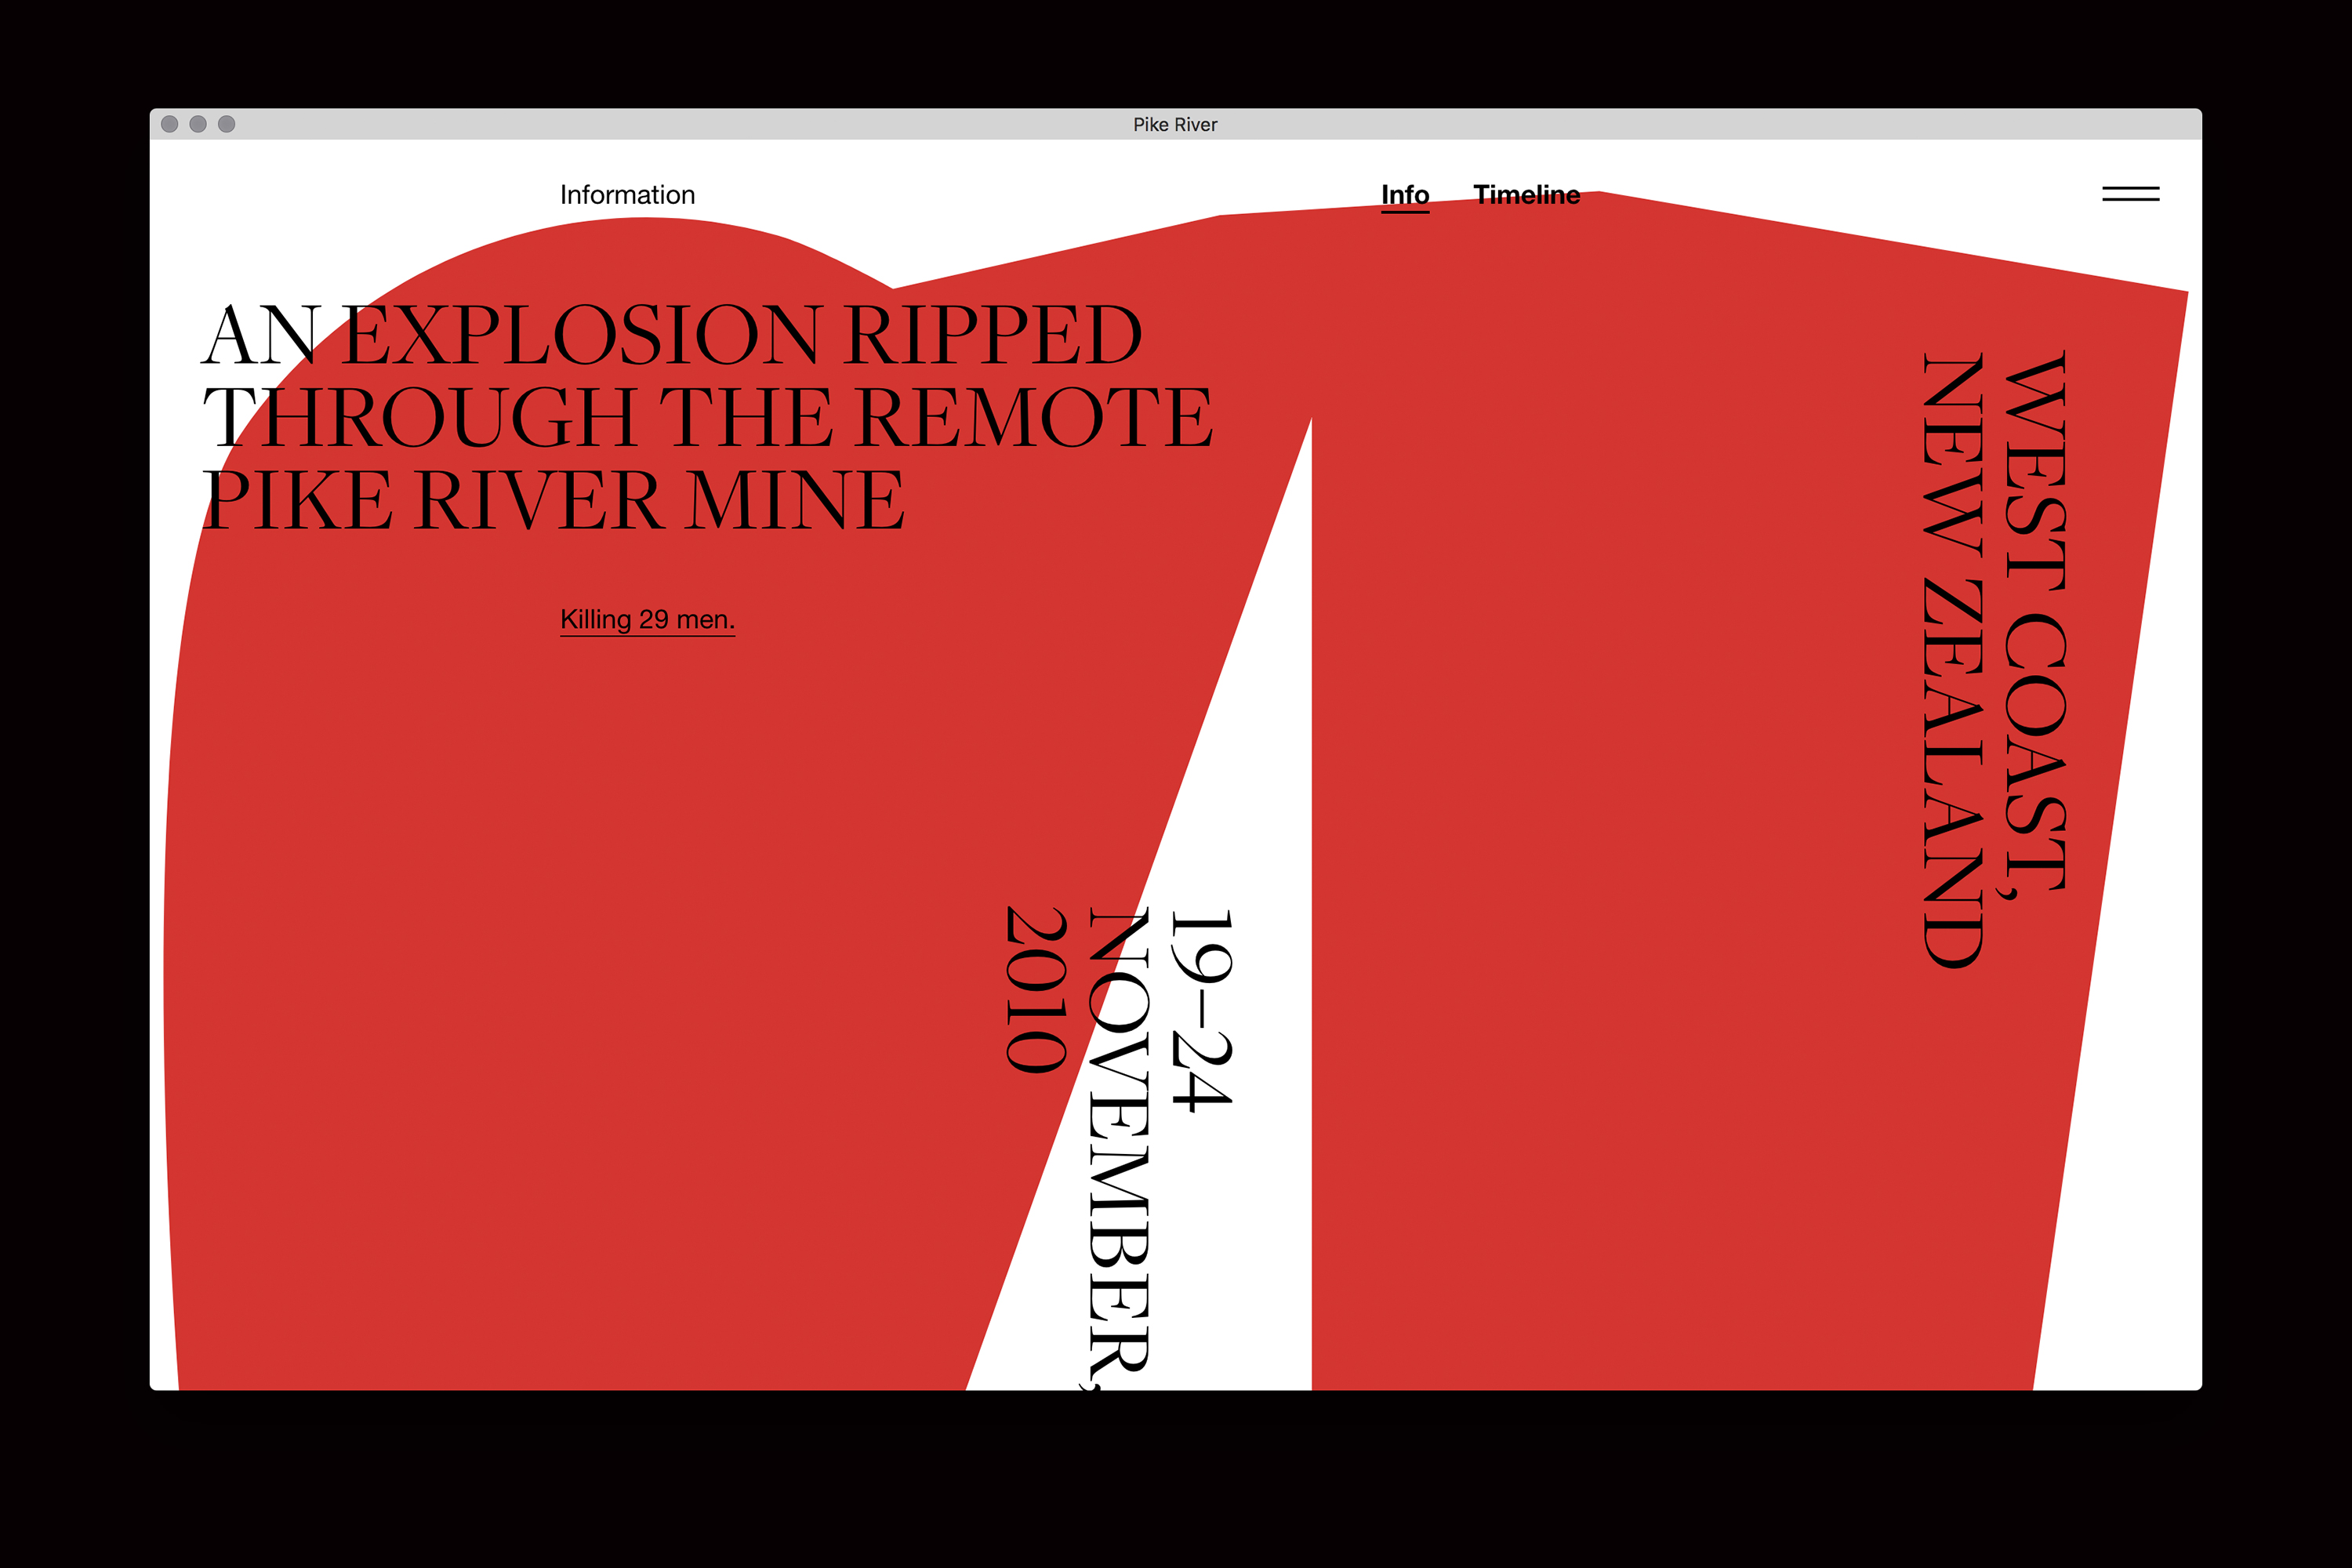 Pike River
Information
Info
Timeline
AN EXPLOSION RIPPED
THROUGH THE REMOTE
PIKE RIVER MINE
Killing 29 men.
WEST COAST,
NEW ZEALAND
19–24
NOVEMBER,
2010